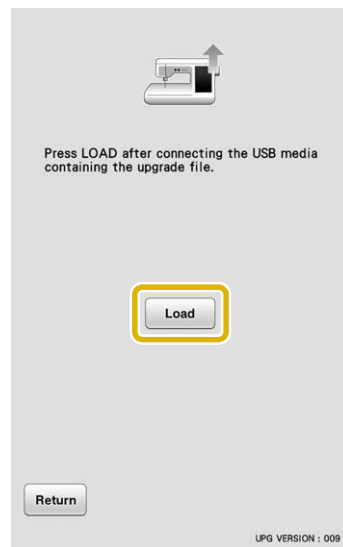 Press LOAD after connecting the USB media
containing the upgrade file.
Load
Return
UPG VERSION : 009